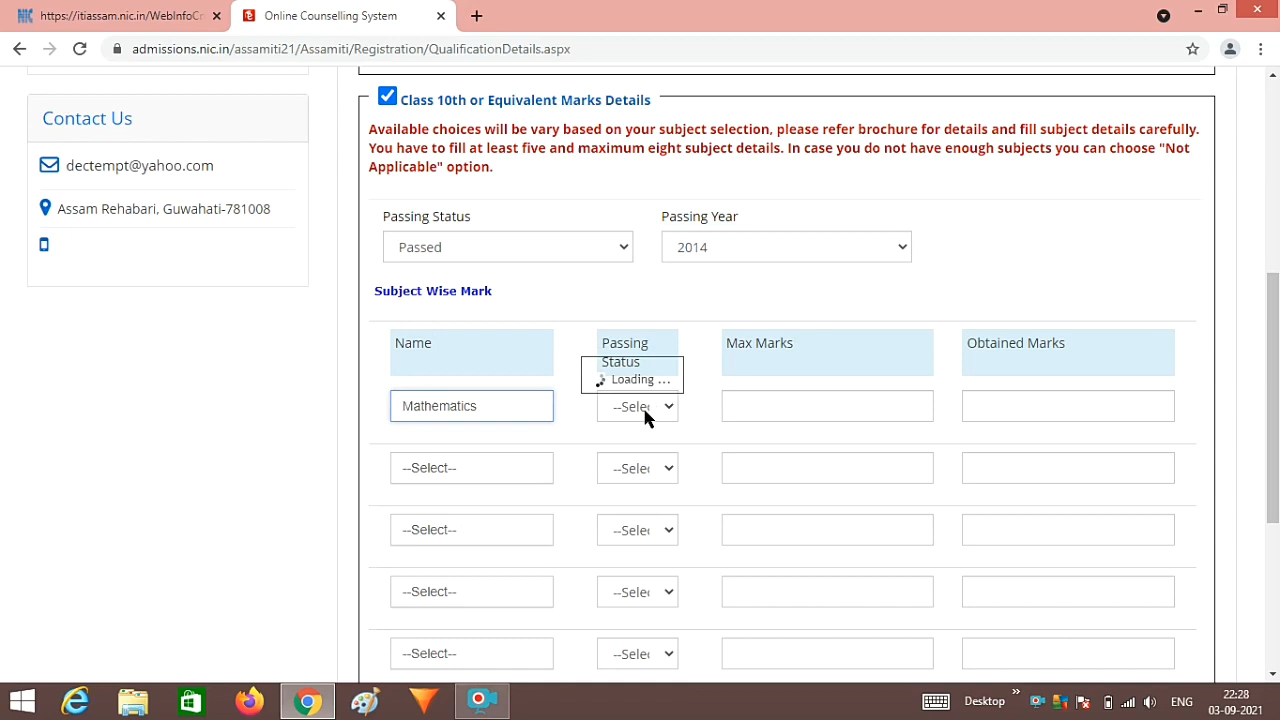 https://itiassam.nic.in/WebInfoCr
Online Counselling System
admissions.nic.in/assamiti21/Assamiti/Registration/QualificationDetails.aspx
Contact Us
dectempt@yahoo.com
Assam Rehabari, Guwahati-781008
Class 10th or Equivalent Marks Details
Available choices will be vary based on your subject selection, please refer brochure for details and fill subject details carefully.
You have to fill at least five and maximum eight subject details. In case you do not have enough subjects you can choose "Not
Applicable" option.
Passing Status Passing Year
Passed 2014
Subject Wise Mark
Name Passing Max Marks Obtained Marks
Status
Loading ...
Mathematics --Sele
--Select-- --Sele
--Select-- --Sele
--Select-- --Sele
--Select-- --Sele
Desktop ENG 22:28
03-09-2021